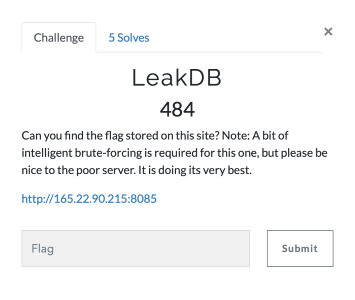 Challenge
5 Solves
×
LeakDB
484
Can you find the flag stored on this site? Note: A bit of
intelligent brute-forcing is required for this one, but please be
nice to the poor server. It is doing its very best.
http://165.22.90.215:8085
Flag
Submit